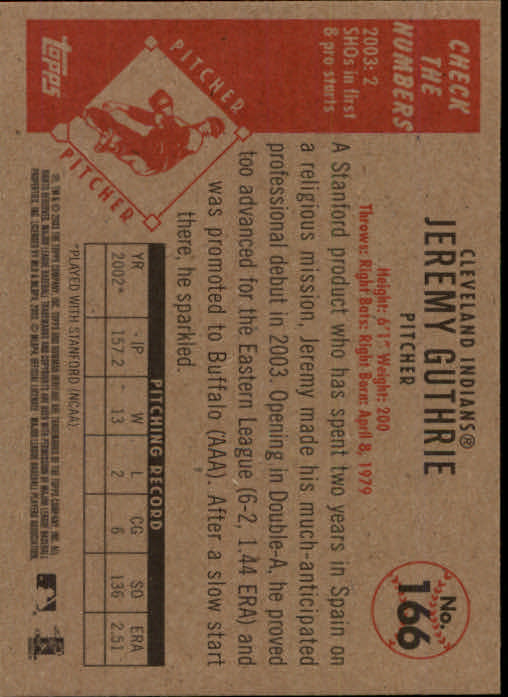 CLEVELAND INDIANS®
JEREMY GUTHRIE
PITCHER
No.
166
Height: 6'1" Weight: 200
Throws: Right Bats: Right Born: April 8, 1979
CHECK
THE
NUMBERS
2003: 2
SHOs in first
8 pro starts
A Stanford product who has spent two years in Spain on
a religious mission, Jeremy made his much-anticipated
professional debut in 2003. Opening in Double-A, he proved
too advanced for the Eastern League (6-2, 1.44 ERA) and
was promoted to Buffalo (AAA). After a slow start
there, he sparkled.
PITCHER
PITCHER
topps
PITCHING RECORD
YR IP W L CG SO ERA
2002* 157.2 13 2 6 136 2.51
*PLAYED WITH STANFORD (NCAA).